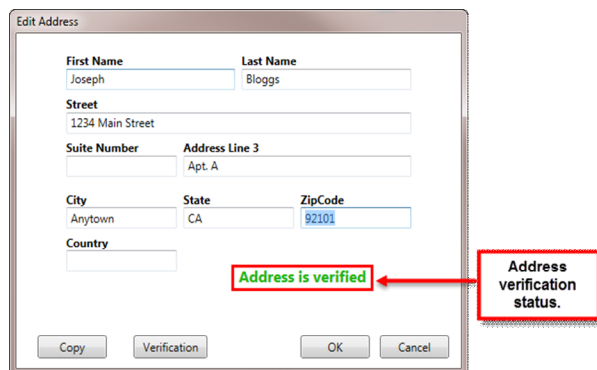 Edit Address
First Name Last Name
Joseph Bloggs
Street
1234 Main Street
Suite Number Address Line 3
Apt. A
City State ZipCode
Anytown CA 92101
Country
Address is verified
Address
verification
status.
Copy Verification OK Cancel